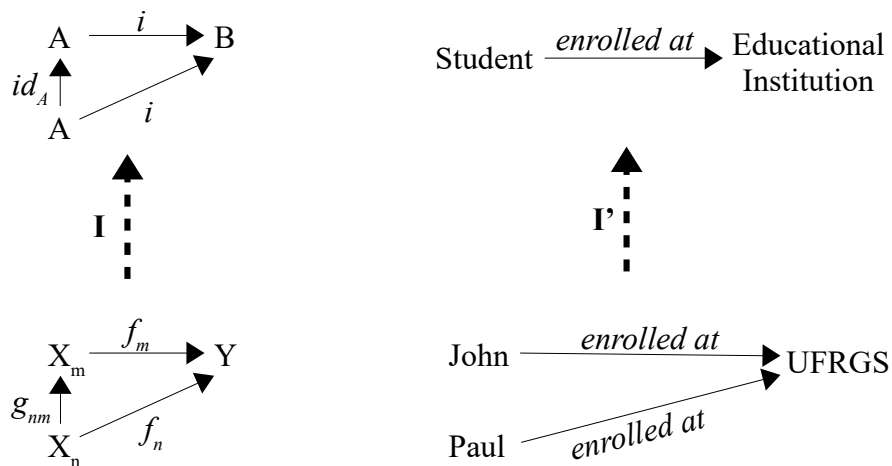 A i B
id_A
A i
I
X_m f_m Y
g_nm
X_n f_n
Student enrolled at Educational
Institution
I’
John enrolled at UFRGS
Paul enrolled at